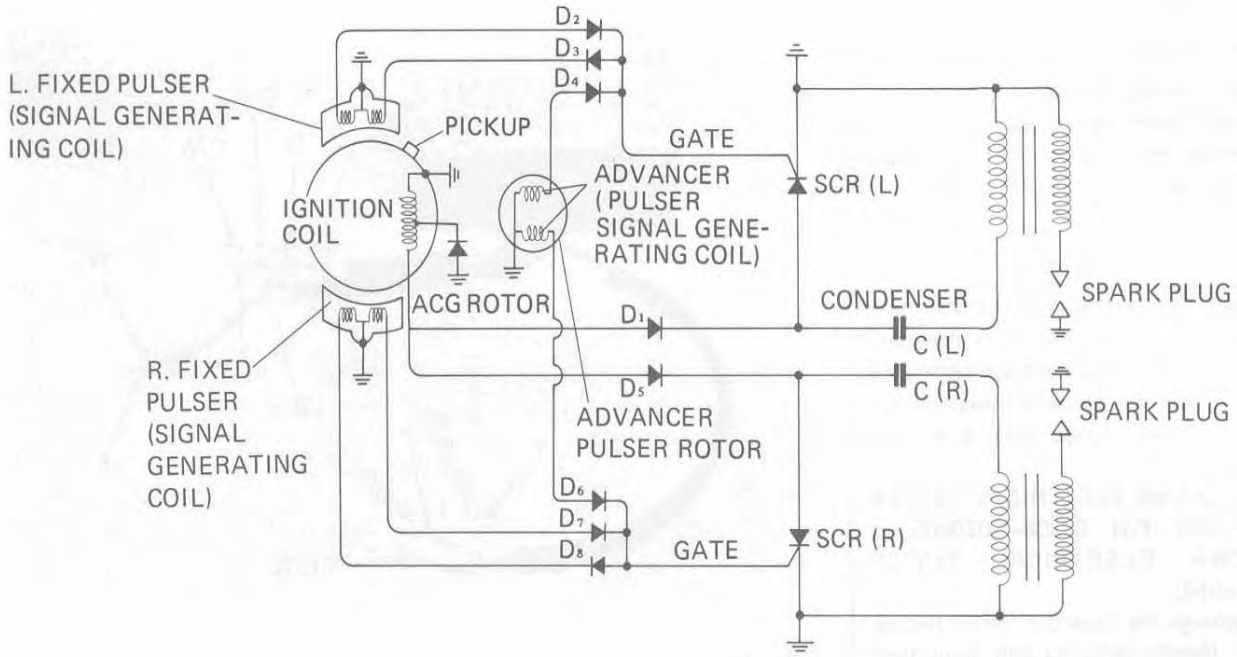 D₂
D₃
D₄
L. FIXED PULSER
(SIGNAL GENERAT-
ING COIL)
PICKUP
IGNITION
COIL
ACG ROTOR
R. FIXED
PULSER
(SIGNAL
GENERATING
COIL)
GATE
ADVANCER
(PULSER
SIGNAL GENE-
RATING COIL)
SCR (L)
D₁
CONDENSER
C (L)
SPARK PLUG
D₅
C (R)
SPARK PLUG
ADVANCER
PULSER ROTOR
D₆
D₇
D₈
GATE
SCR (R)